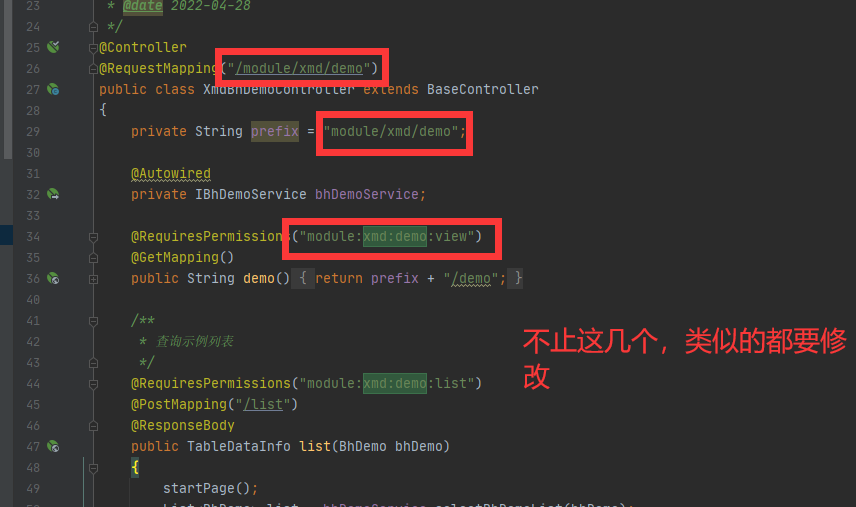 23 * @date 2022-04-28
24 */
25 @Controller
26 @RequestMapping("/module/xmd/demo")
27 public class XmdBhDemoController extends BaseController
28 {
29 private String prefix = "module/xmd/demo";
30
31 @Autowired
32 private IBhDemoService bhDemoService;
33
34 @RequiresPermissions("module:xmd:demo:view")
35 @GetMapping()
36 public String demo() { return prefix + "/demo"; }
40
41 /**
42 * 查询示例列表
43 */
44 @RequiresPermissions("module:xmd:demo:list")
45 @PostMapping("/list")
46 @ResponseBody
47 public TableDataInfo list(BhDemo bhDemo)
48 {
49 startPage();
不止这几个，类似的都要修
改